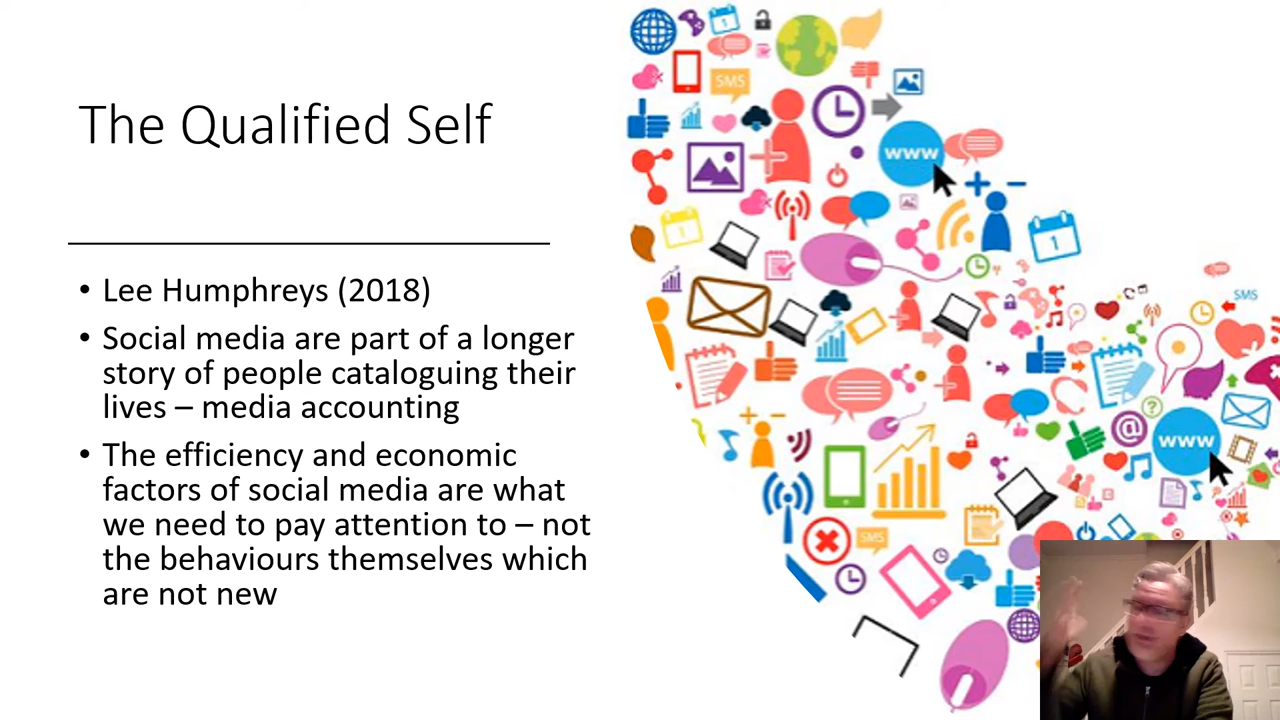 The Qualified Self
• Lee Humphreys (2018)
• Social media are part of a longer
story of people cataloguing their
lives – media accounting
• The efficiency and economic
factors of social media are what
we need to pay attention to – not
the behaviours themselves which
are not new
SMS
www
1
SMS
@
?
www
1
SMS